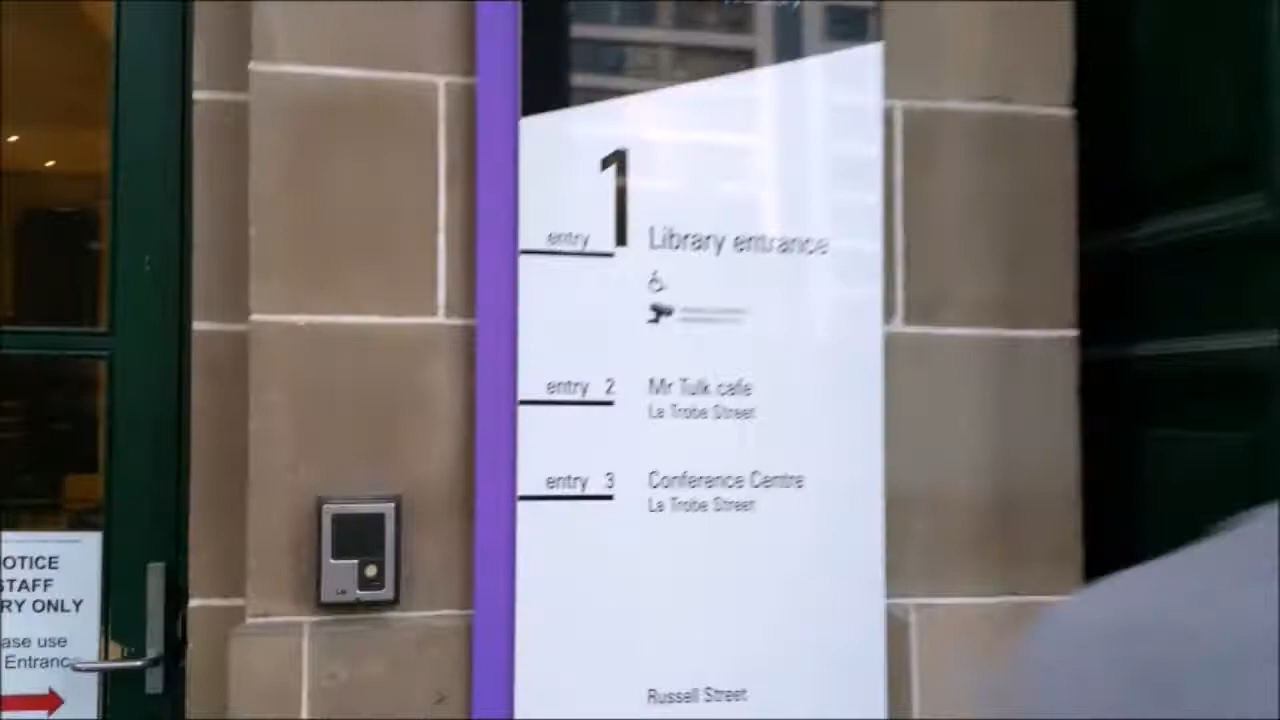 1
entry
Library entrance
entry 2
Mr Tulk cafe
La Trobe Street
entry 3
Conference Centre
La Trobe Street
Russell Street
OTICE
STAFF
RY ONLY
ase use
Entranc